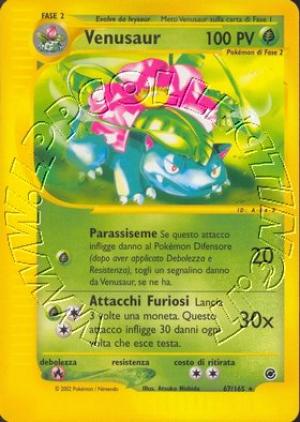 FASE 2
Evolve da Ivysaur
Metti Venusaur sulla carta di Fase 1
Venusaur 100 PV
Pokémon di Fase 2
Parassiseme Se questo attacco
infligge danno al Pokémon Difensore
(dopo aver applicato Debolezza e
Resistenza), togli un segnalino danno
da Venusaur, se ne ha.
20
Attacchi Furiosi Lancia
3 volte una moneta. Questo
attacco infligge 30 danni ogni
volta che esce testa.
30x
debolezza resistenza costo di ritirata
©2002 Pokémon / Nintendo. Illus. Atsuko Nishida 67/165